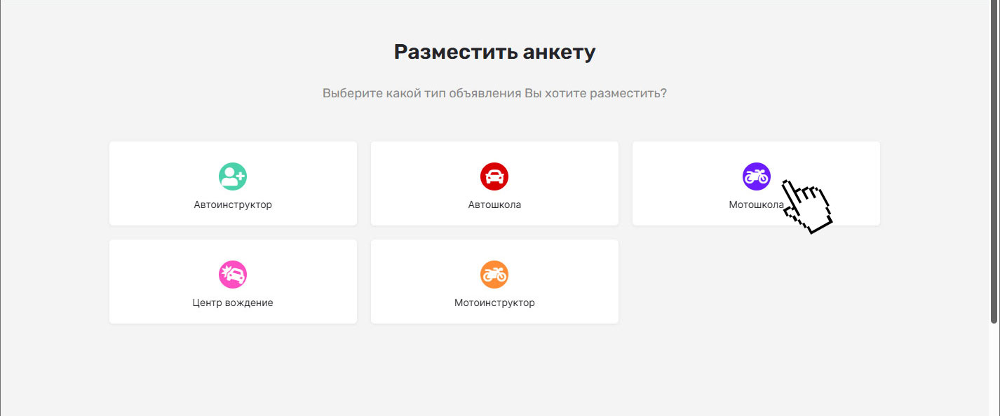 Разместить анкету
Выберите какой тип объявления Вы хотите разместить?
Автоинструктор
Автошкола
Мотошкола
Центр вождение
Мотоинструктор